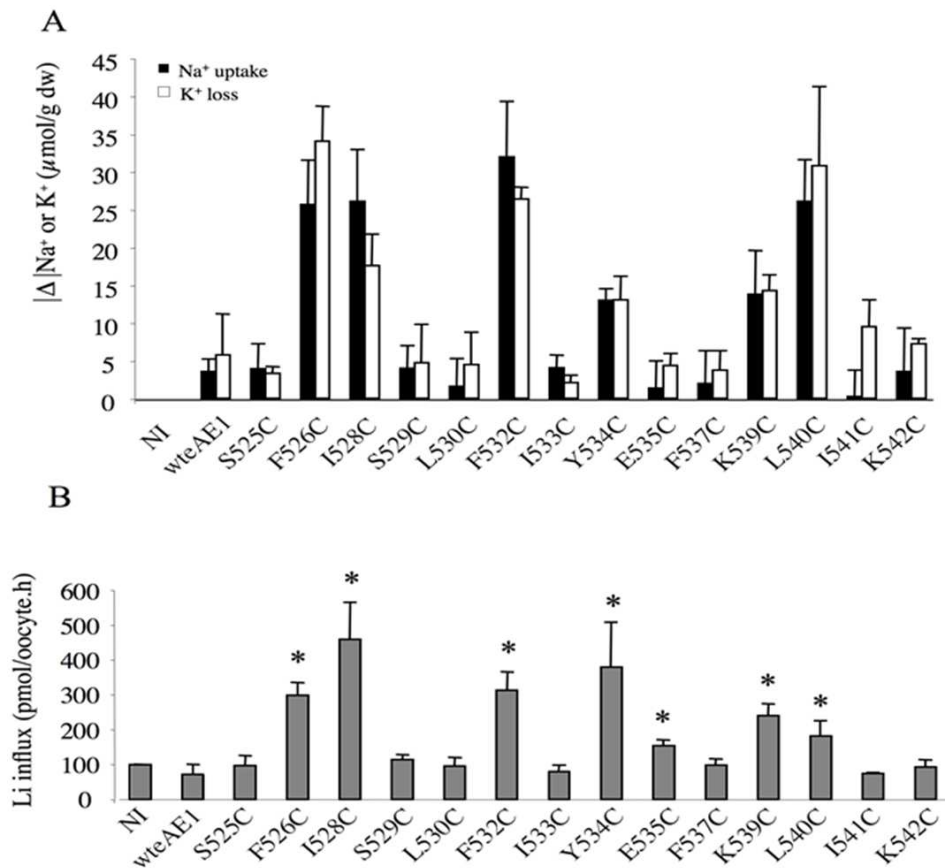 A
|Δ|Na⁺ or K⁺ (μmol/g dw)
45
40
35
30
25
20
15
10
5
0
Na⁺ uptake
K⁺ loss
NI
wteAE1
S525C
F526C
I528C
S529C
L530C
F532C
I533C
Y534C
E535C
F537C
K539C
L540C
I541C
K542C
B
Li influx (pmol/oocyte.h)
600
500
400
300
200
100
0
*
*
*
*
*
*
*
NI
wteAE1
S525C
F526C
I528C
S529C
L530C
F532C
I533C
Y534C
E535C
F537C
K539C
L540C
I541C
K542C